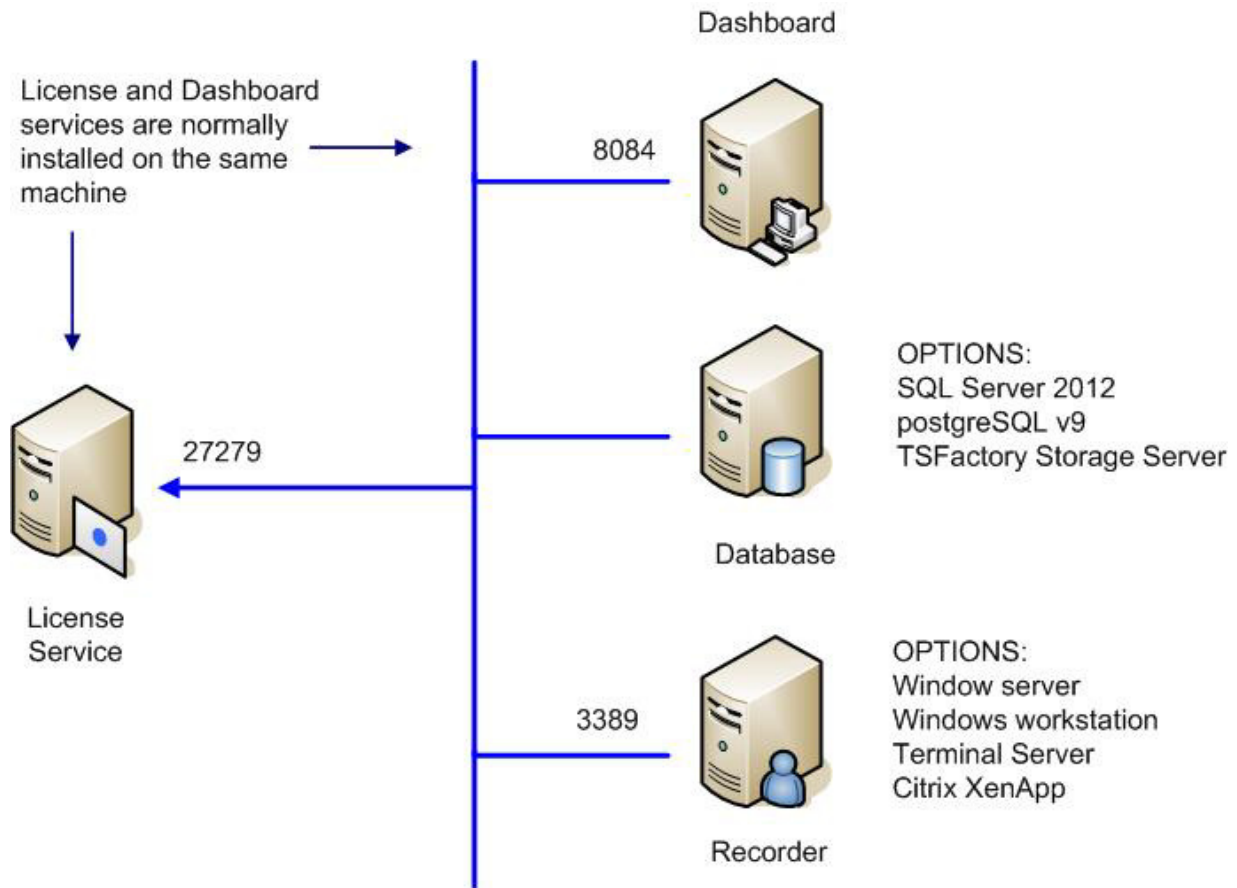 Dashboard
License and Dashboard
services are normally
installed on the same
machine
8084
OPTIONS:
SQL Server 2012
postgreSQL v9
TSFactory Storage Server
27279
Database
License
Service
OPTIONS:
Window server
Windows workstation
Terminal Server
Citrix XenApp
3389
Recorder